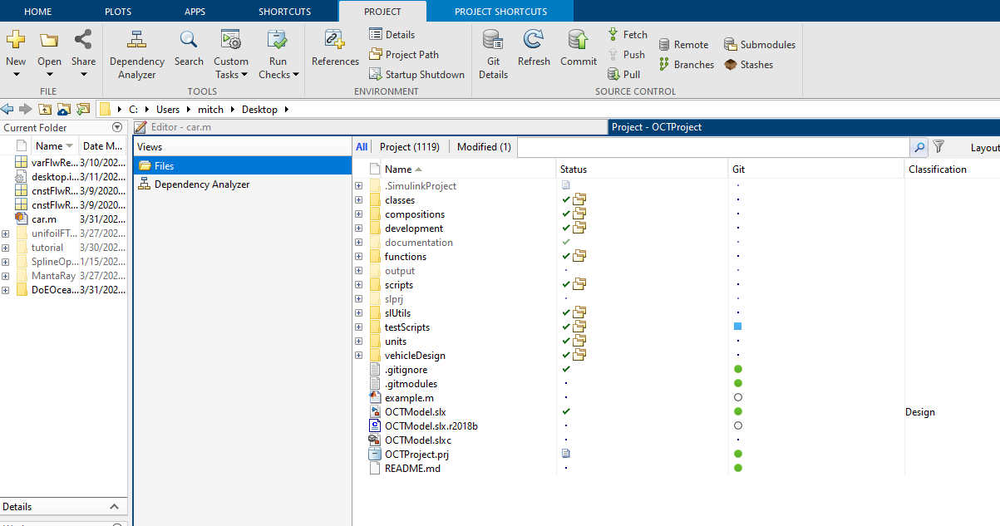 HOME PLOTS APPS SHORTCUTS PROJECT PROJECT SHORTCUTS
New Open Share
FILE
Dependency Analyzer Search Custom Tasks Run Checks
TOOLS
References Details
Project Path
Startup Shutdown
ENVIRONMENT
Git Details Refresh Commit Fetch
Push
Pull
Remote
Branches
Submodules
Stashes
SOURCE CONTROL
C: Users mitch Desktop
Current Folder
Name Date M...
varFlwRe... 3/10/202...
desktop.i... 3/11/202...
cnstFlwR... 3/9/2020...
cnstFlwR... 3/9/2020...
car.m 3/31/202...
unifoilFT... 3/27/202...
tutorial 3/30/202...
SplineOp... 1/15/202...
MantaRay 3/27/202...
DoEOcea... 3/31/202...
Details
Editor - car.m
Project - OCTProject
Views
Files
Dependency Analyzer
All Project (1119) Modified (1) Layout
Name Status Git Classification
.SimulinkProject
classes
compositions
development
documentation
functions
output
scripts
slprj
slUtils
testScripts
units
vehicleDesign
.gitignore
.gitmodules
example.m
OCTModel.slx Design
OCTModel.slx.r2018b
OCTModel.slxc
OCTProject.prj
README.md